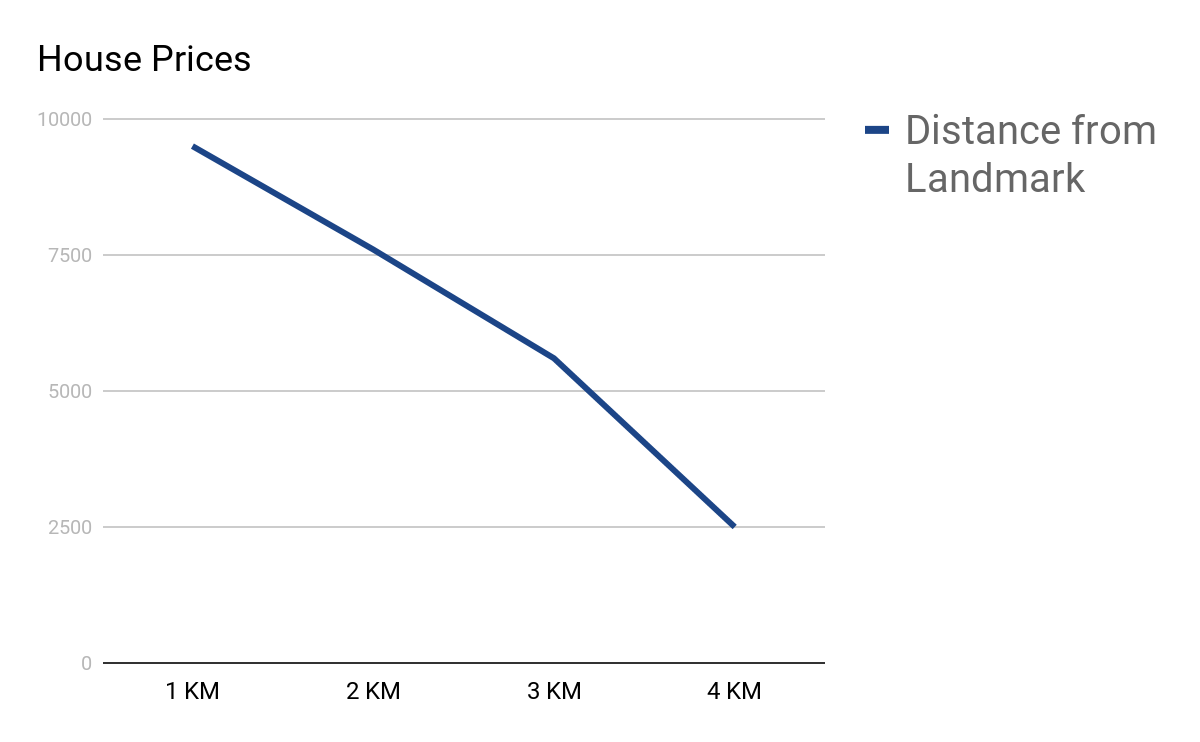 House Prices
10000
Distance from
Landmark
7500
5000
2500
0
1 KM 2 KM 3 KM 4 KM